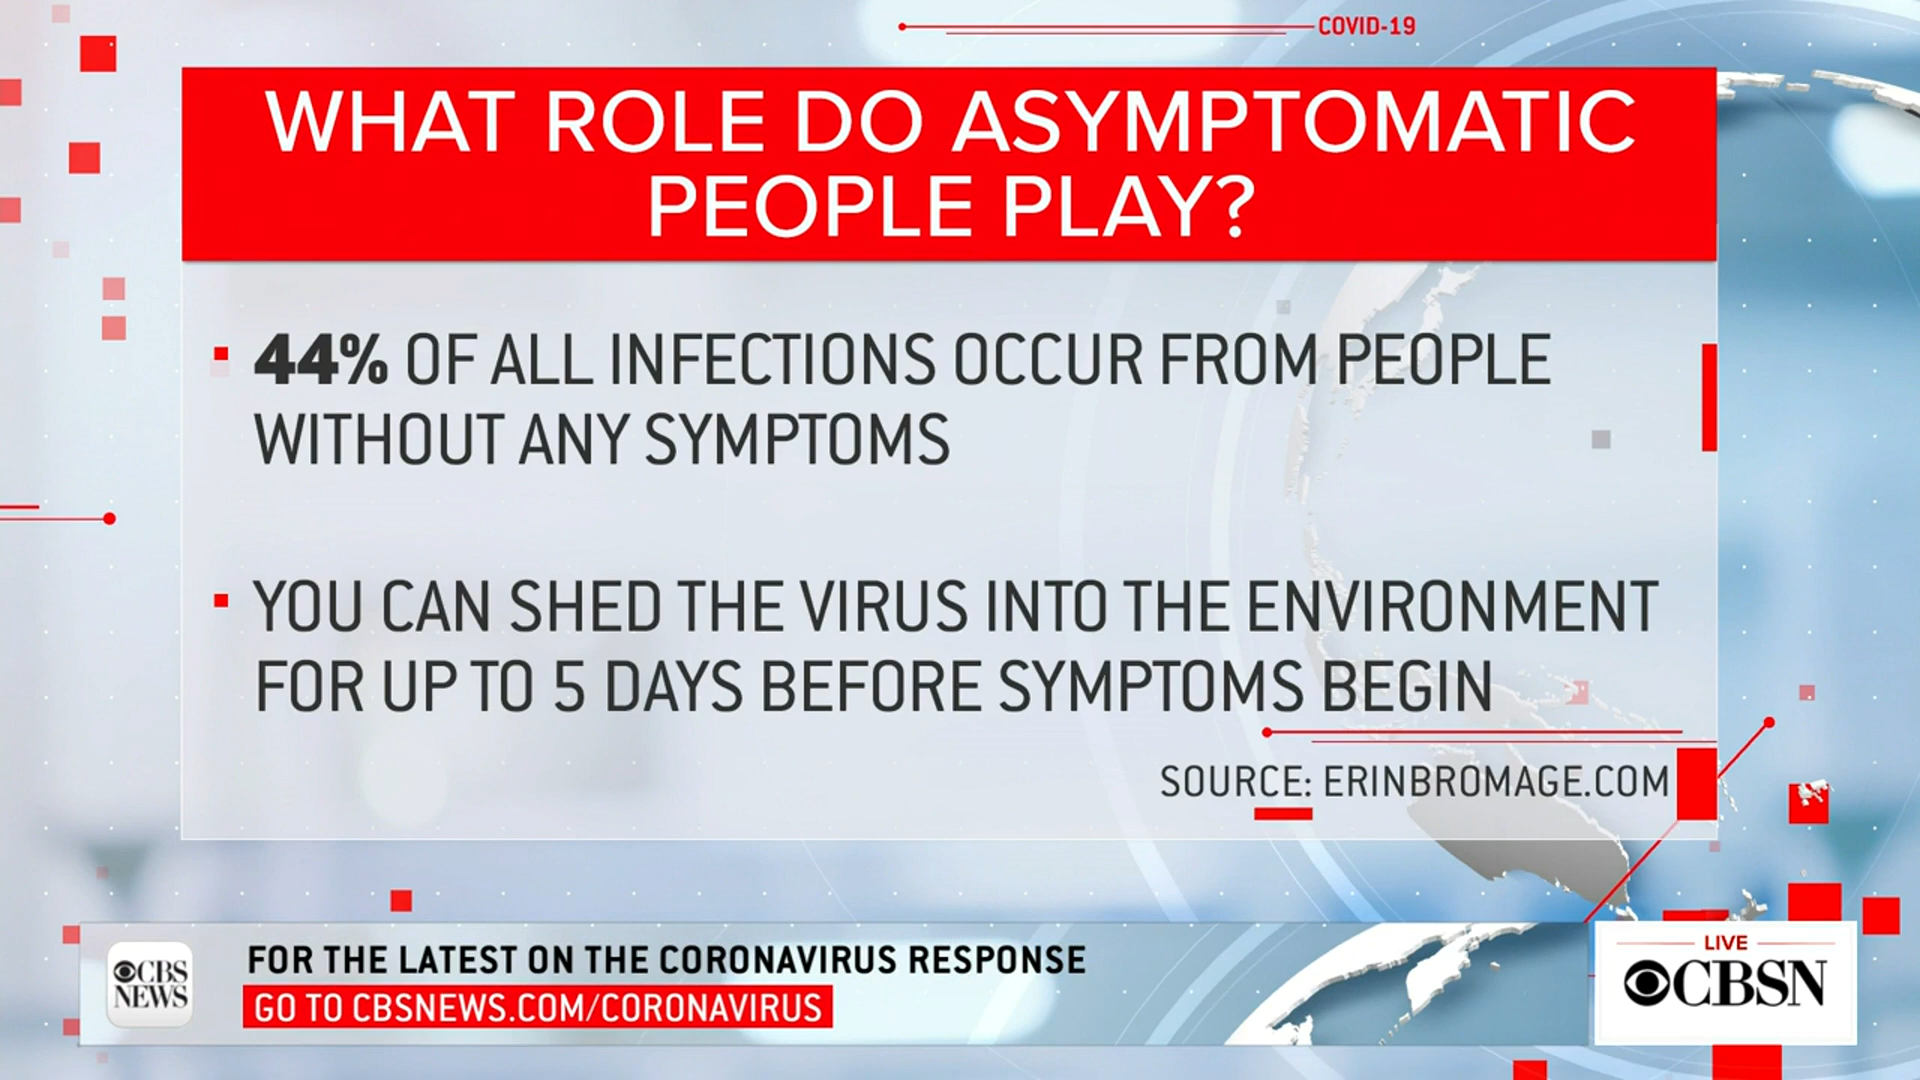 COVID-19
WHAT ROLE DO ASYMPTOMATIC
PEOPLE PLAY?
44% OF ALL INFECTIONS OCCUR FROM PEOPLE
WITHOUT ANY SYMPTOMS
YOU CAN SHED THE VIRUS INTO THE ENVIRONMENT
FOR UP TO 5 DAYS BEFORE SYMPTOMS BEGIN
SOURCE: ERINBROMAGE.COM
CBS
NEWS
FOR THE LATEST ON THE CORONAVIRUS RESPONSE
GO TO CBSNEWS.COM/CORONAVIRUS
LIVE
CBSN